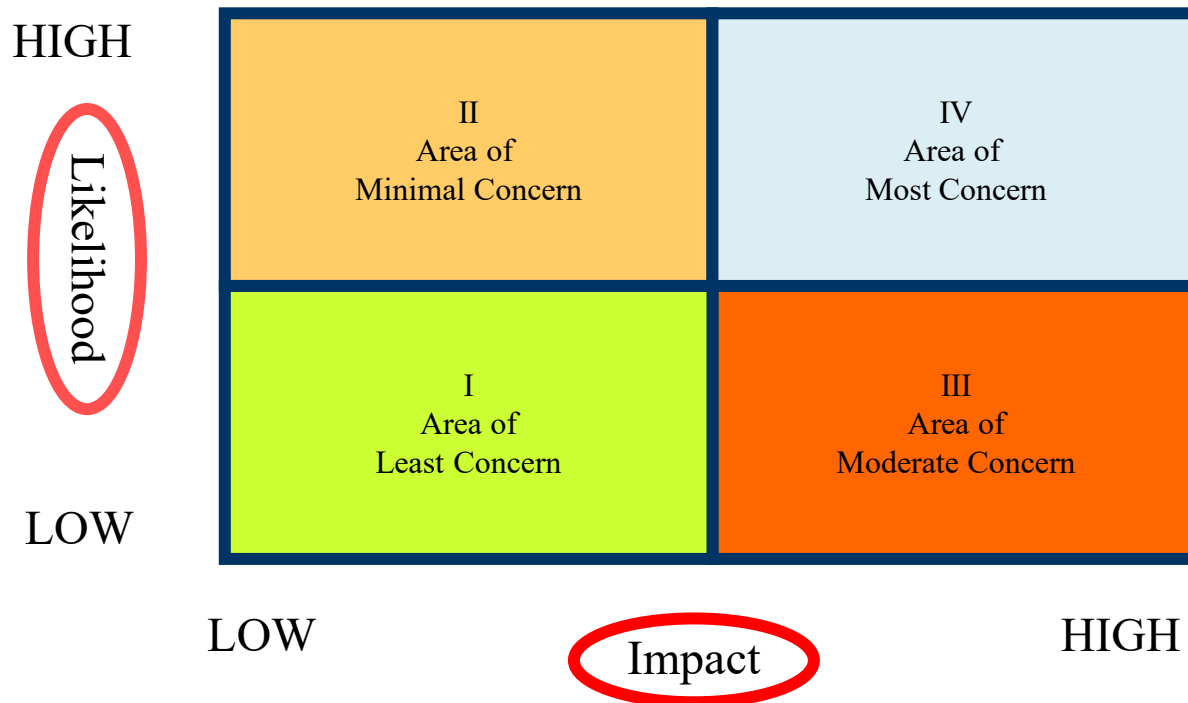 HIGH
II
Area of
Minimal Concern
IV
Area of
Most Concern
Likelihood
I
Area of
Least Concern
III
Area of
Moderate Concern
LOW
LOW
Impact
HIGH